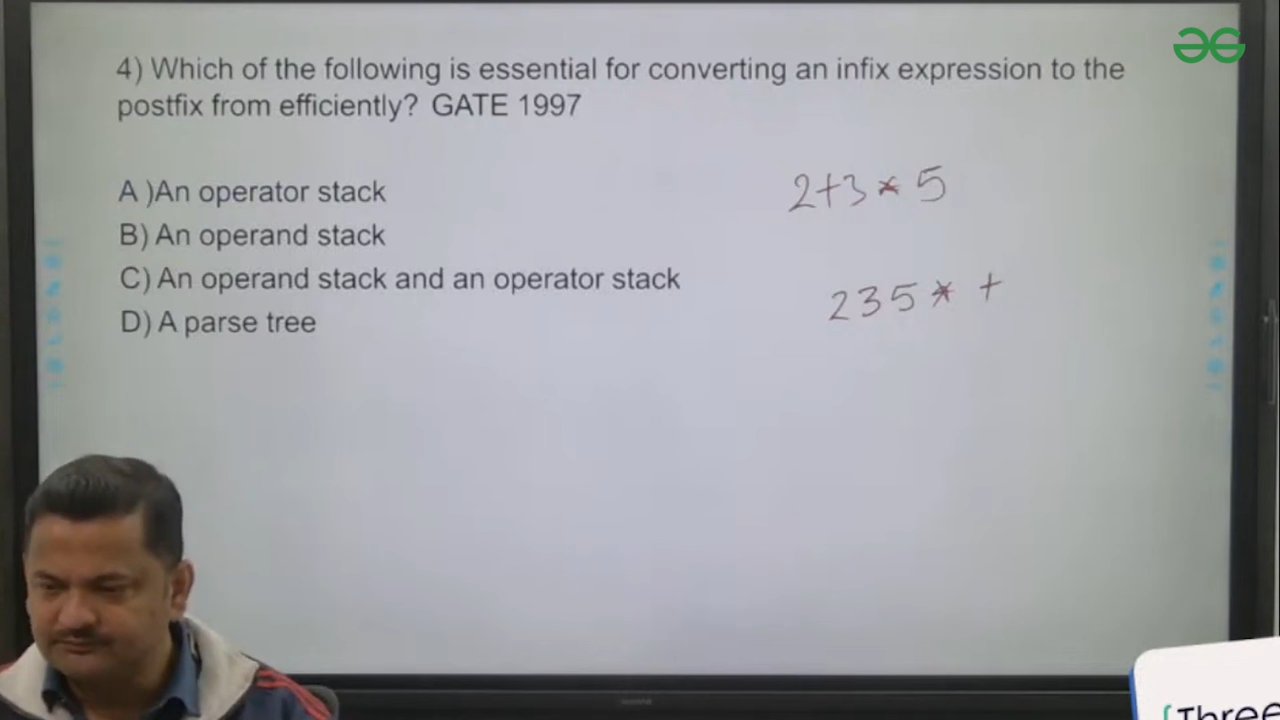 4) Which of the following is essential for converting an infix expression to the
postfix from efficiently? GATE 1997
A )An operator stack
B) An operand stack
C) An operand stack and an operator stack
D) A parse tree
2+3*5
235*+
{Three